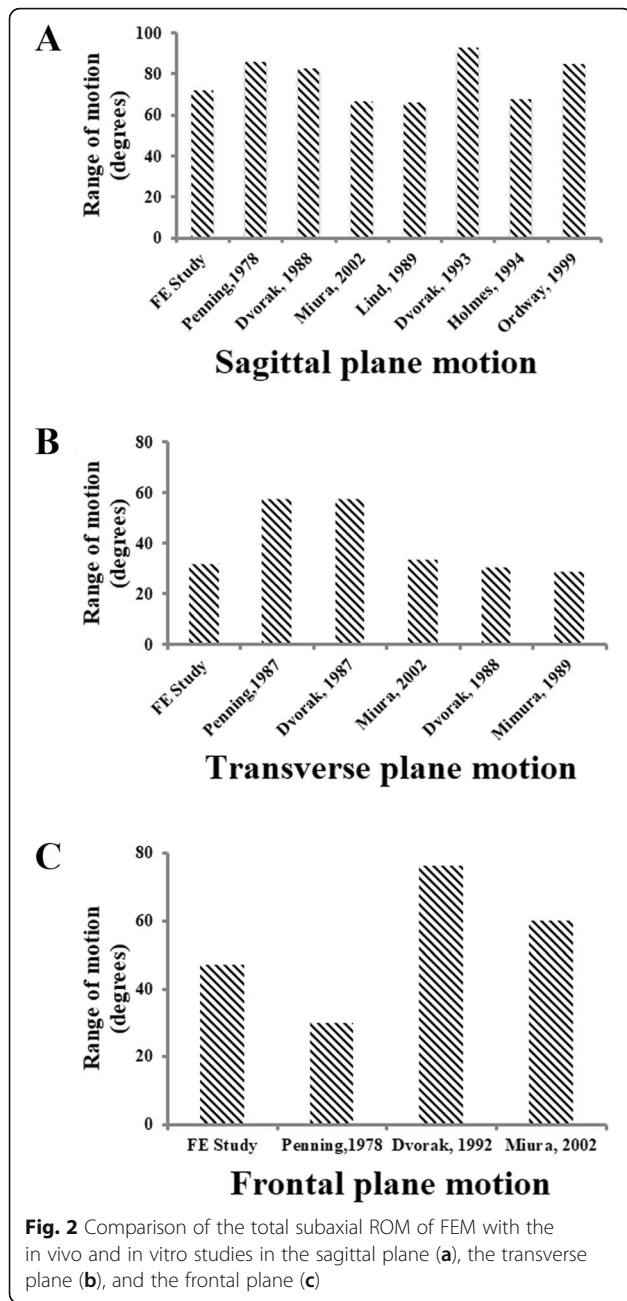 A
Range of motion
(degrees)
100
80
60
40
20
0
FE Study
Penning,1978
Dvorak, 1988
Miura, 2002
Lind, 1989
Dvorak, 1993
Holmes, 1994
Ordway, 1999
Sagittal plane motion
B
Range of motion
(degrees)
80
60
40
20
0
FE Study
Penning,1987
Dvorak, 1987
Miura, 2002
Dvorak, 1988
Mimura, 1989
Transverse plane motion
C
Range of motion
(degrees)
80
60
40
20
0
FE Study
Penning,1978
Dvorak, 1992
Miura, 2002
Frontal plane motion
Fig. 2 Comparison of the total subaxial ROM of FEM with the
in vivo and in vitro studies in the sagittal plane (a), the transverse
plane (b), and the frontal plane (c)